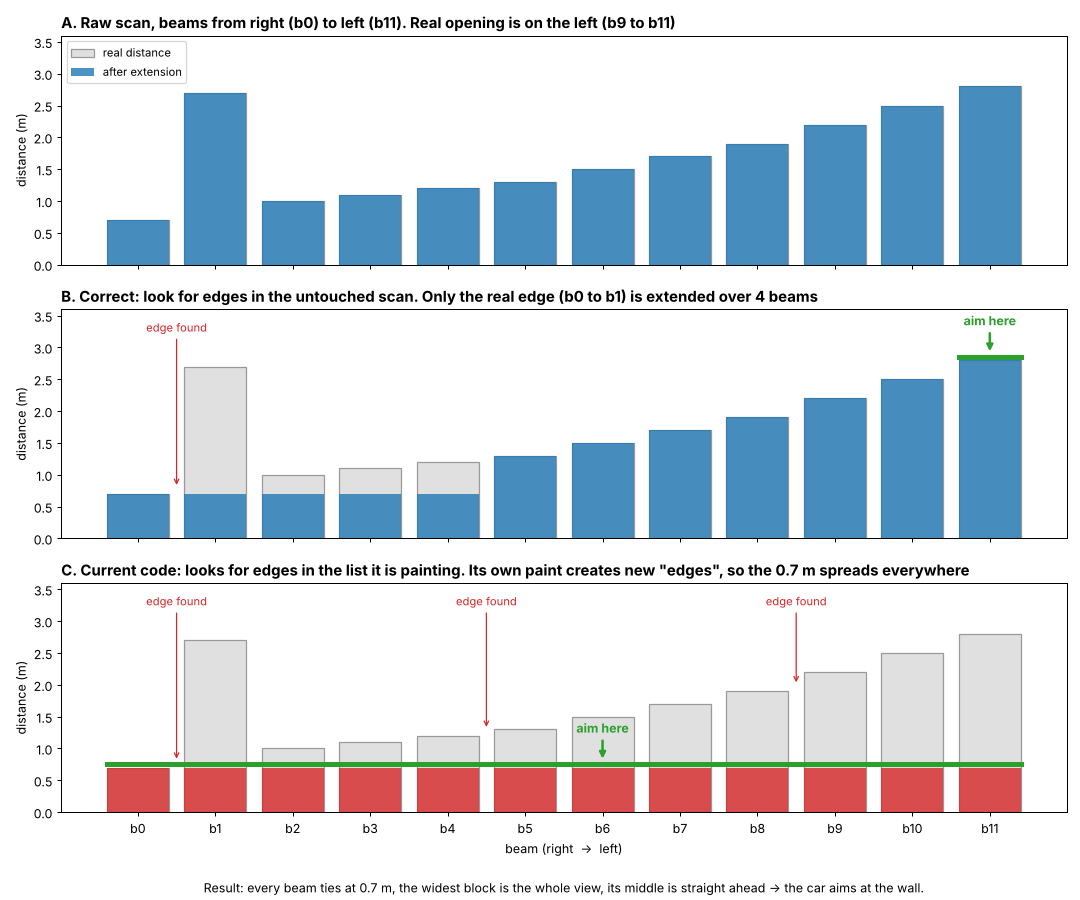 A. Raw scan, beams from right (b0) to left (b11). Real opening is on the left (b9 to b11)
distance (m)
3.5
3.0
2.5
2.0
1.5
1.0
0.5
0.0
real distance
after extension
B. Correct: look for edges in the untouched scan. Only the real edge (b0 to b1) is extended over 4 beams
distance (m)
3.5
3.0
2.5
2.0
1.5
1.0
0.5
0.0
edge found
aim here
C. Current code: looks for edges in the list it is painting. Its own paint creates new "edges", so the 0.7 m spreads everywhere
distance (m)
3.5
3.0
2.5
2.0
1.5
1.0
0.5
0.0
edge found
edge found
edge found
aim here
b0 b1 b2 b3 b4 b5 b6 b7 b8 b9 b10 b11
beam (right → left)
Result: every beam ties at 0.7 m, the widest block is the whole view, its middle is straight ahead → the car aims at the wall.